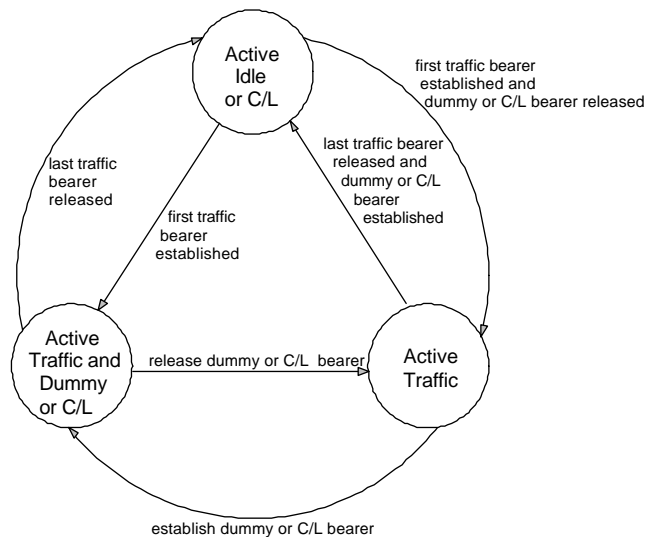 Active
Idle
or C/L
first traffic bearer
established and
dummy or C/L bearer released
last traffic bearer
released and
dummy or C/L
bearer
established
last traffic
bearer
released
first traffic
bearer
established
Active
Traffic and
Dummy
or C/L
release dummy or C/L bearer
Active
Traffic
establish dummy or C/L bearer